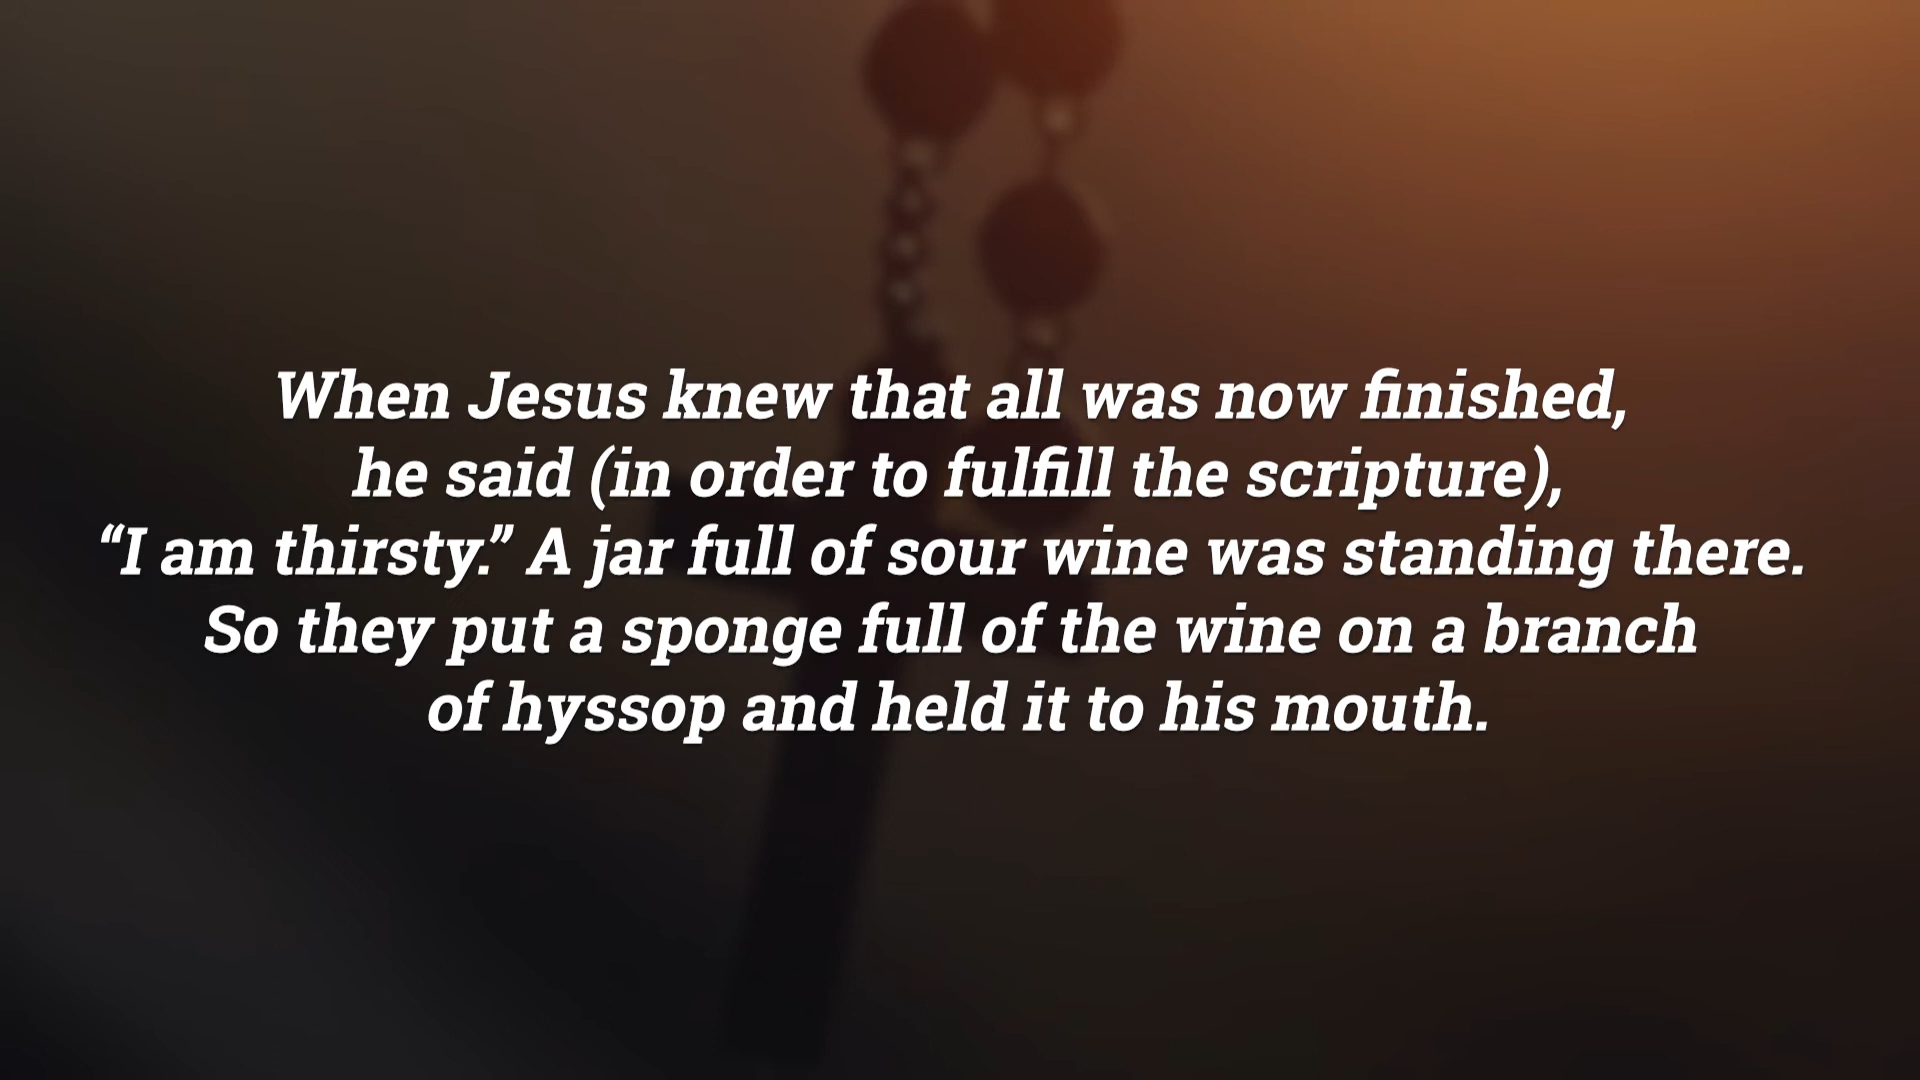 When Jesus knew that all was now finished,
he said (in order to fulfill the scripture),
“I am thirsty.” A jar full of sour wine was standing there.
So they put a sponge full of the wine on a branch
of hyssop and held it to his mouth.